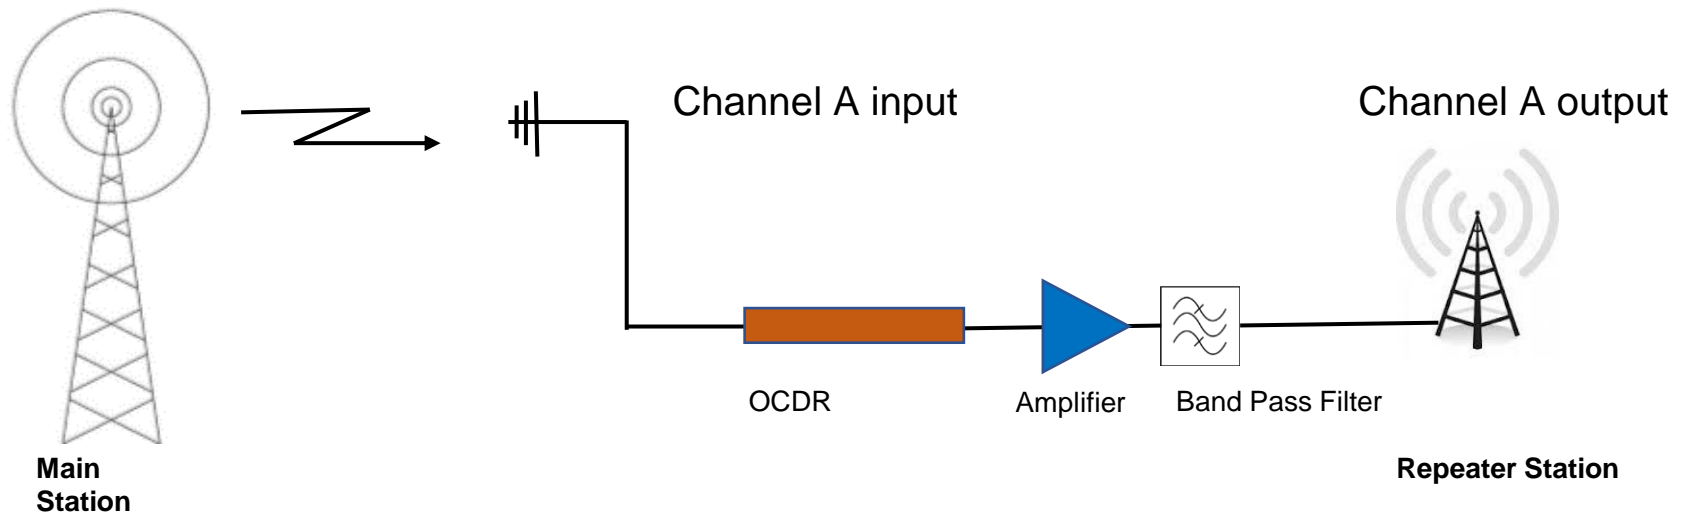 Channel A input
Channel A output
OCDR
Amplifier
Band Pass Filter
Main
Station
Repeater Station